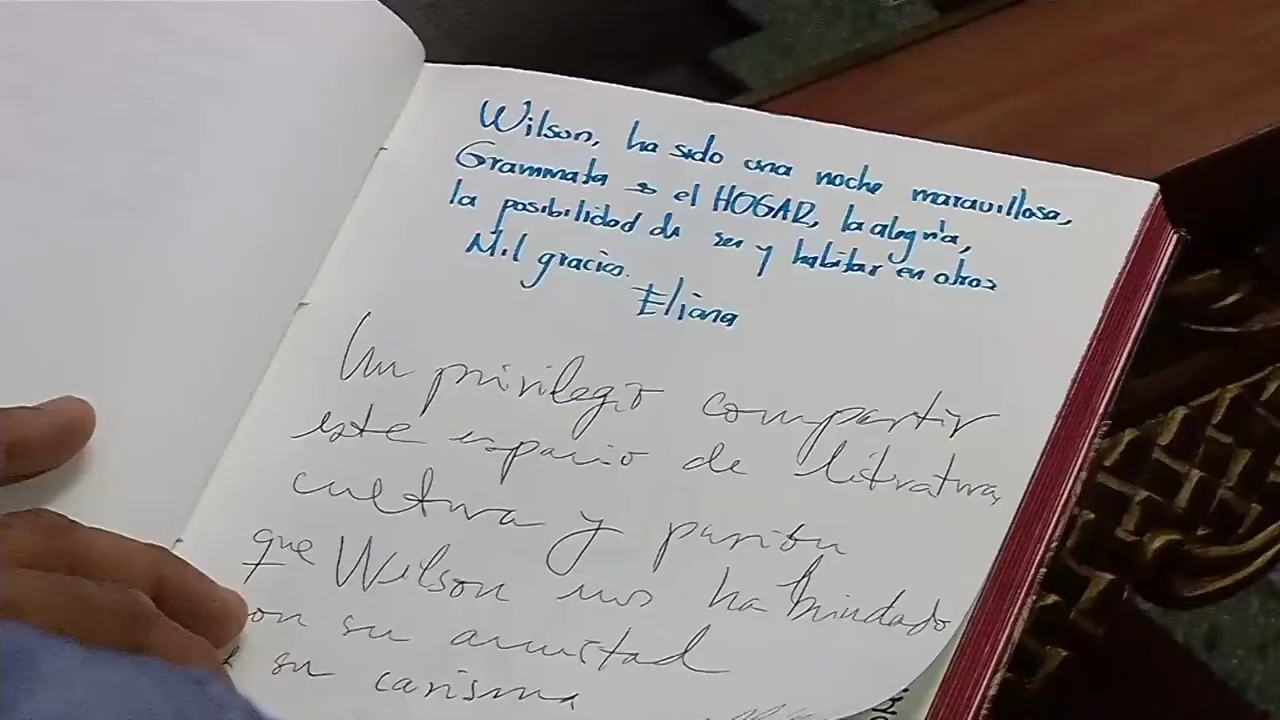 Wilson, ha sido una noche maravillosa,
Grammata es el HOGAR, la alegría,
la posibilidad de ser y habitar en otros
Mil gracias.
Eliana
Un privilegio compartir
este espacio de literatura,
cultura y pasión
que Wilson nos ha brindado
con su amistad
y su carisma